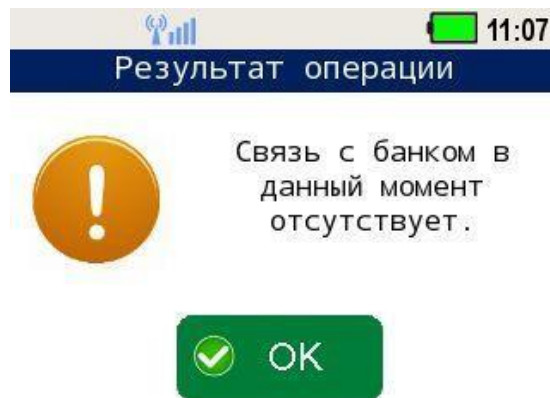 11:07
Результат операции
Связь с банком в
данный момент
отсутствует.
OK